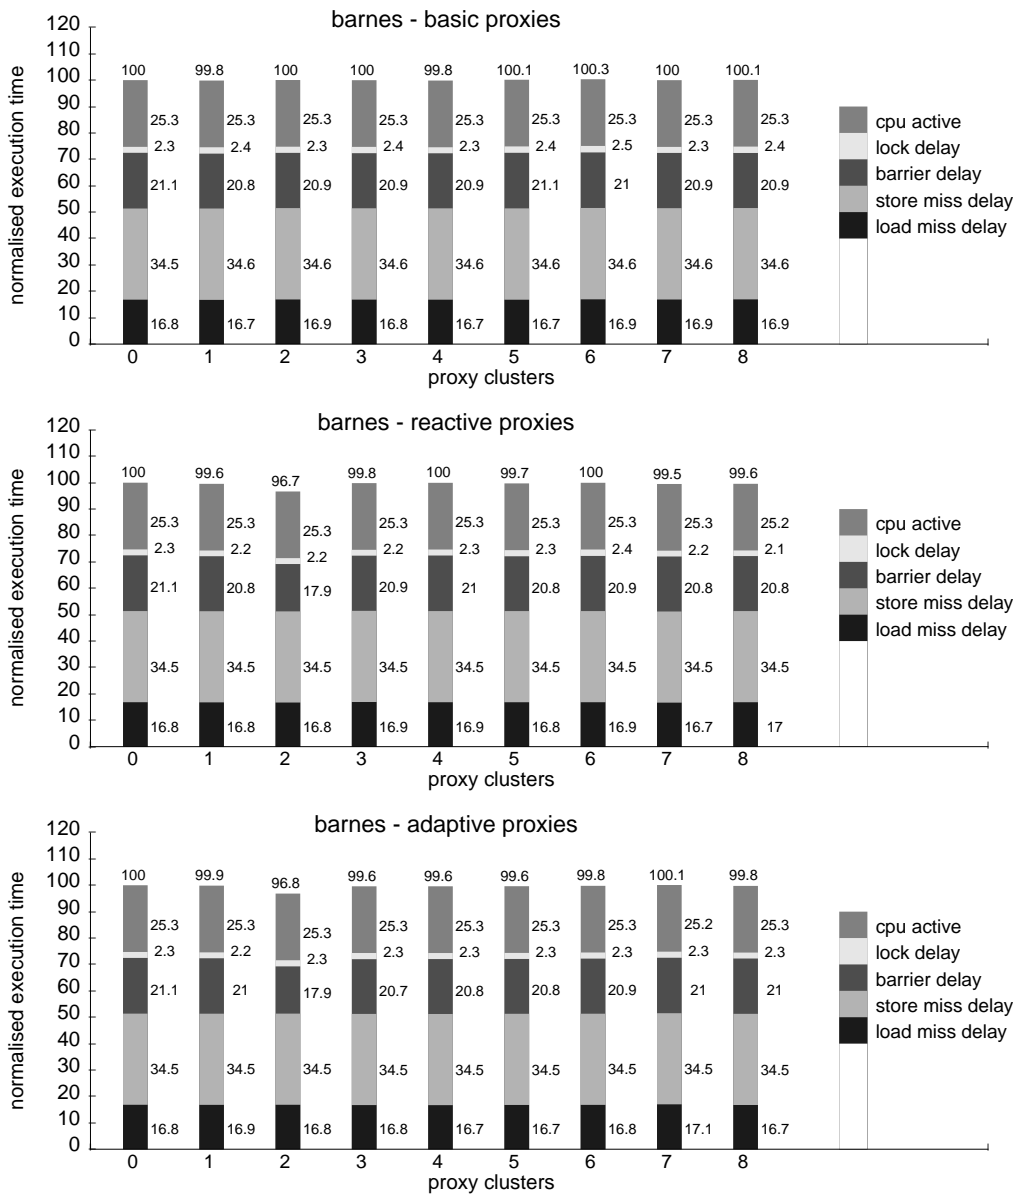 barnes - basic proxies
normalised execution time
120
110
100
90
80
70
60
50
40
30
20
10
0
100 99.8 100 100 99.8 100.1 100.3 100 100.1
25.3 25.3 25.3 25.3 25.3 25.3 25.3 25.3 25.3
2.3 2.4 2.3 2.4 2.3 2.4 2.5 2.3 2.4
21.1 20.8 20.9 20.9 20.9 21.1 21 20.9 20.9
34.5 34.6 34.6 34.6 34.6 34.6 34.6 34.6 34.6
16.8 16.7 16.9 16.8 16.7 16.7 16.9 16.9 16.9
0 1 2 3 4 5 6 7 8
proxy clusters
cpu active
lock delay
barrier delay
store miss delay
load miss delay
barnes - reactive proxies
normalised execution time
120
110
100
90
80
70
60
50
40
30
20
10
0
100 99.6 96.7 99.8 100 99.7 100 99.5 99.6
25.3 25.3 25.3 25.3 25.3 25.3 25.3 25.3 25.2
2.3 2.2 2.2 2.2 2.3 2.3 2.4 2.2 2.1
21.1 20.8 17.9 20.9 21 20.8 20.9 20.8 20.8
34.5 34.5 34.5 34.5 34.5 34.5 34.5 34.5 34.5
16.8 16.8 16.8 16.9 16.9 16.8 16.9 16.7 17
0 1 2 3 4 5 6 7 8
proxy clusters
cpu active
lock delay
barrier delay
store miss delay
load miss delay
barnes - adaptive proxies
normalised execution time
120
110
100
90
80
70
60
50
40
30
20
10
0
100 99.9 96.8 99.6 99.6 99.6 99.8 100.1 99.8
25.3 25.3 25.3 25.3 25.3 25.3 25.3 25.2 25.3
2.3 2.2 2.3 2.3 2.3 2.3 2.3 2.3 2.3
21.1 21 17.9 20.7 20.8 20.8 20.9 21 21
34.5 34.5 34.5 34.5 34.5 34.5 34.5 34.5 34.5
16.8 16.9 16.8 16.8 16.7 16.7 16.8 17.1 16.7
0 1 2 3 4 5 6 7 8
proxy clusters
cpu active
lock delay
barrier delay
store miss delay
load miss delay